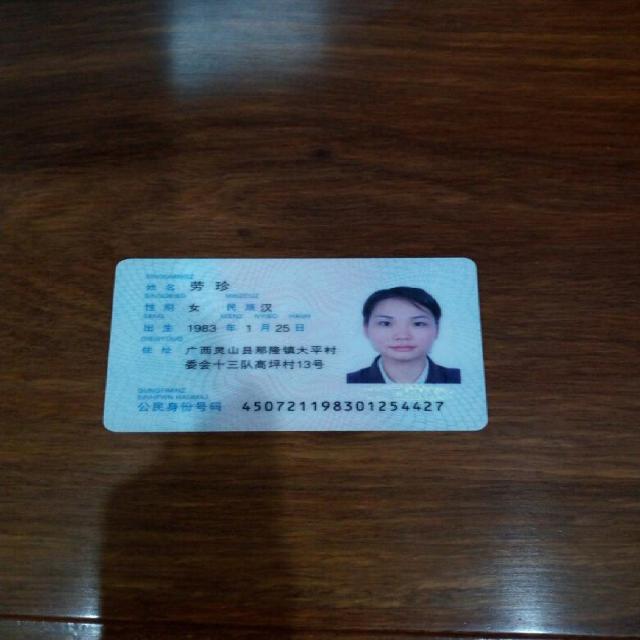 姓名 劳珍
性别 女 民族 汉
出生 1983 年 1 月 25 日
住址 广西灵山县那隆镇大平村
委会十三队高坪村13号
公民身份号码 450721198301254427